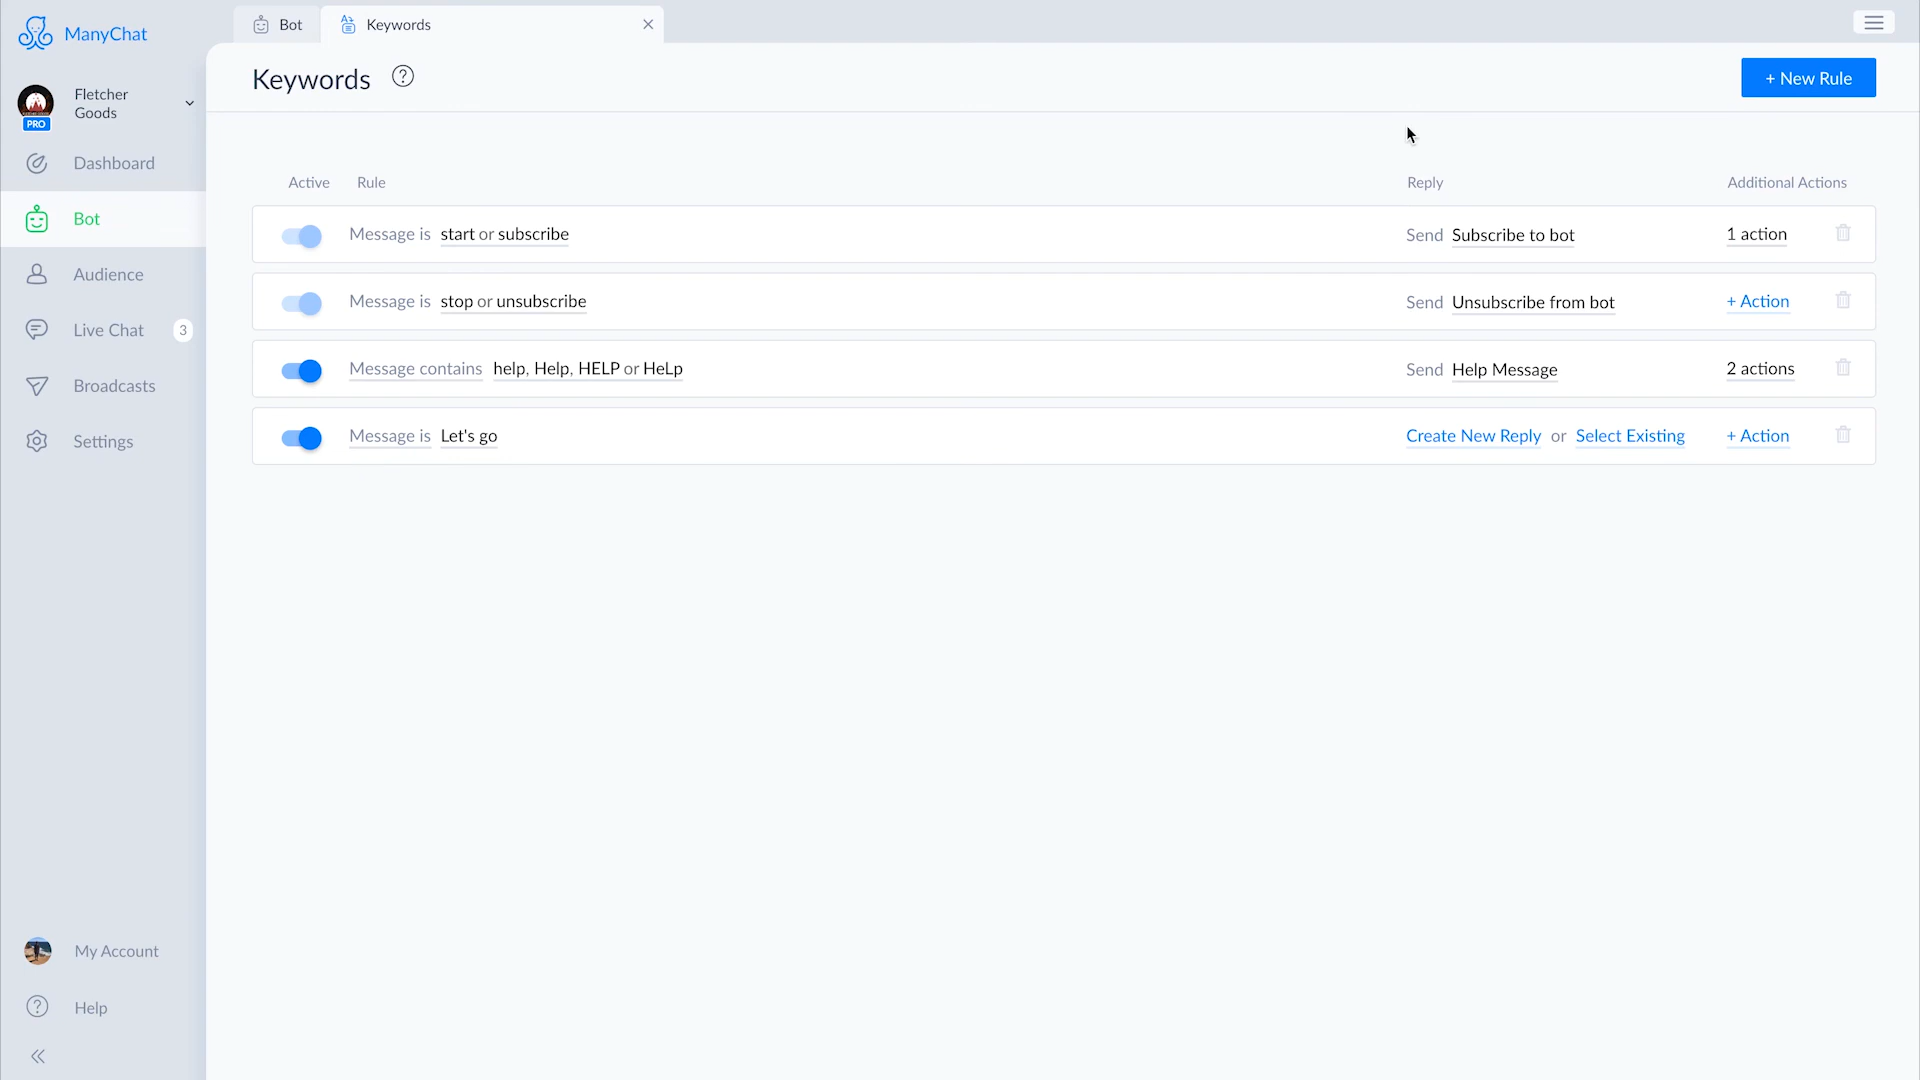 ManyChat
Bot
Keywords
Fletcher
Goods
PRO
Dashboard
Bot
Audience
Live Chat 3
Broadcasts
Settings
My Account
Help
Keywords ?
+ New Rule
Active Rule Reply Additional Actions
Message is start or subscribe Send Subscribe to bot 1 action
Message is stop or unsubscribe Send Unsubscribe from bot + Action
Message contains help, Help, HELP or HeLp Send Help Message 2 actions
Message is Let's go Create New Reply or Select Existing + Action